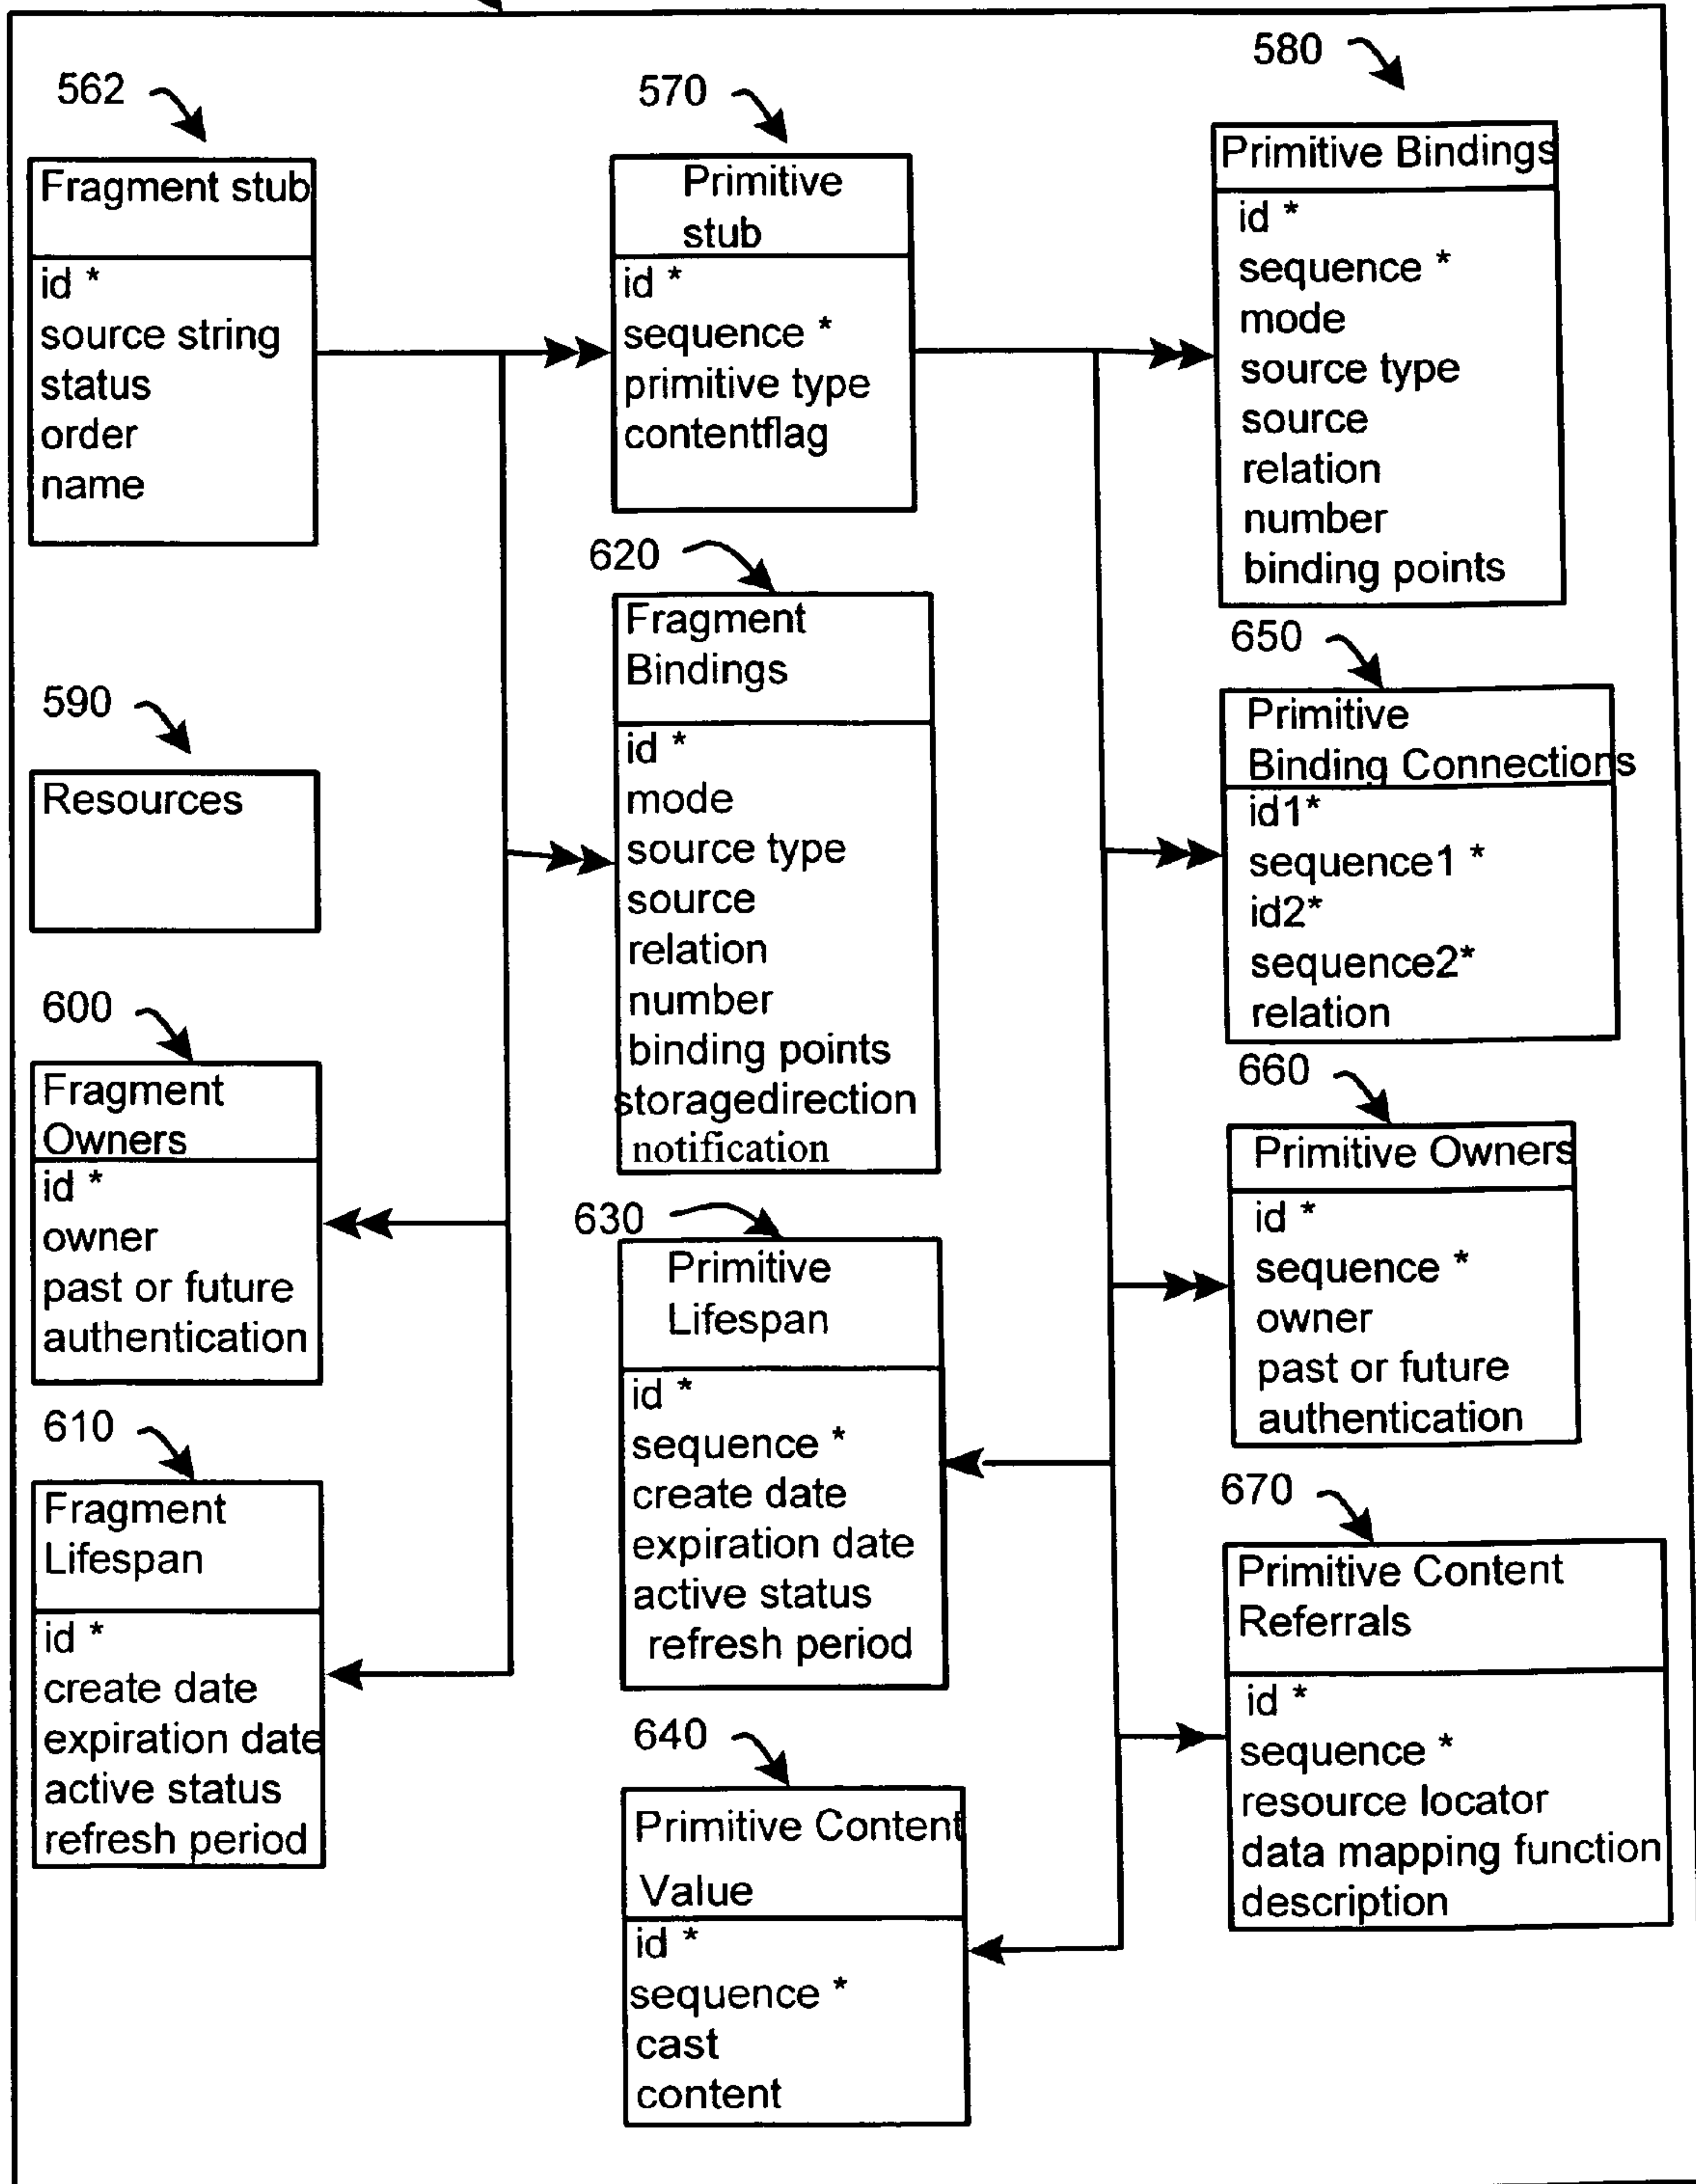 562
Fragment stub
id *
source string
status
order
name
590
Resources
600
Fragment
Owners
id *
owner
past or future
authentication
610
Fragment
Lifespan
id *
create date
expiration date
active status
refresh period
570
Primitive
stub
id *
sequence *
primitive type
contentflag
620
Fragment
Bindings
id *
mode
source type
source
relation
number
binding points
storagedirection
notification
630
Primitive
Lifespan
id *
sequence *
create date
expiration date
active status
refresh period
640
Primitive Content
Value
id *
sequence *
cast
content
580
Primitive Bindings
id *
sequence *
mode
source type
source
relation
number
binding points
650
Primitive
Binding Connections
id1*
sequence1 *
id2*
sequence2*
relation
660
Primitive Owners
id *
sequence *
owner
past or future
authentication
670
Primitive Content
Referrals
id *
sequence *
resource locator
data mapping function
description